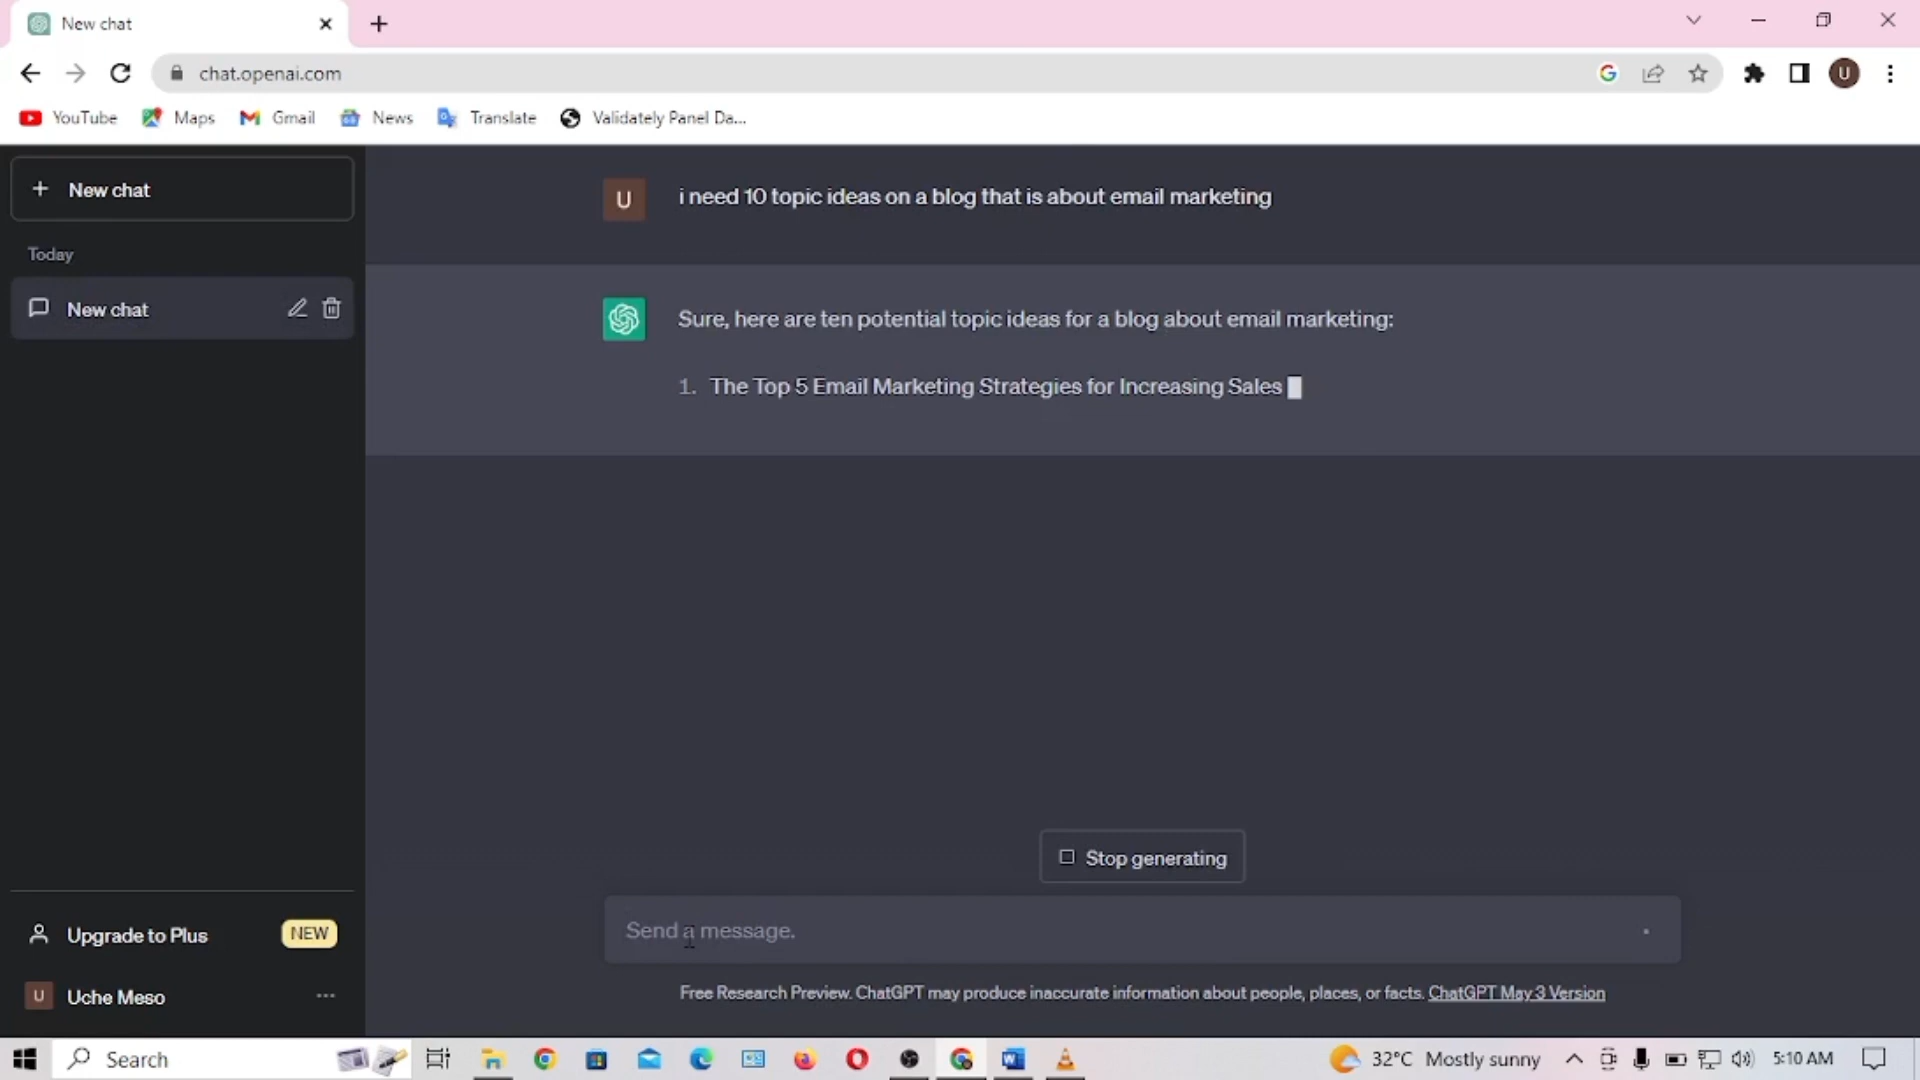 New chat
chat.openai.com
YouTube Maps Gmail News Translate Validately Panel Da...
New chat
Today
New chat
Upgrade to Plus NEW
U Uche Meso ...
U i need 10 topic ideas on a blog that is about email marketing
Sure, here are ten potential topic ideas for a blog about email marketing:
1. The Top 5 Email Marketing Strategies for Increasing Sales
Stop generating
Send a message.
Free Research Preview. ChatGPT may produce inaccurate information about people, places, or facts. ChatGPT May 3 Version
Search 32°C Mostly sunny 5:10 AM